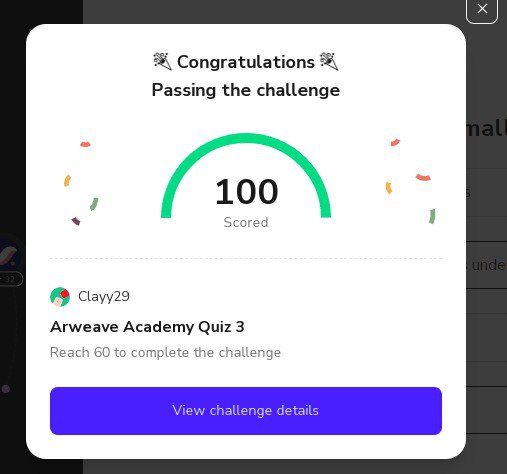 Congratulations
Passing the challenge
mall
100
Scored
s
s unde
32
Clayy29
Arweave Academy Quiz 3
Reach 60 to complete the challenge
View challenge details